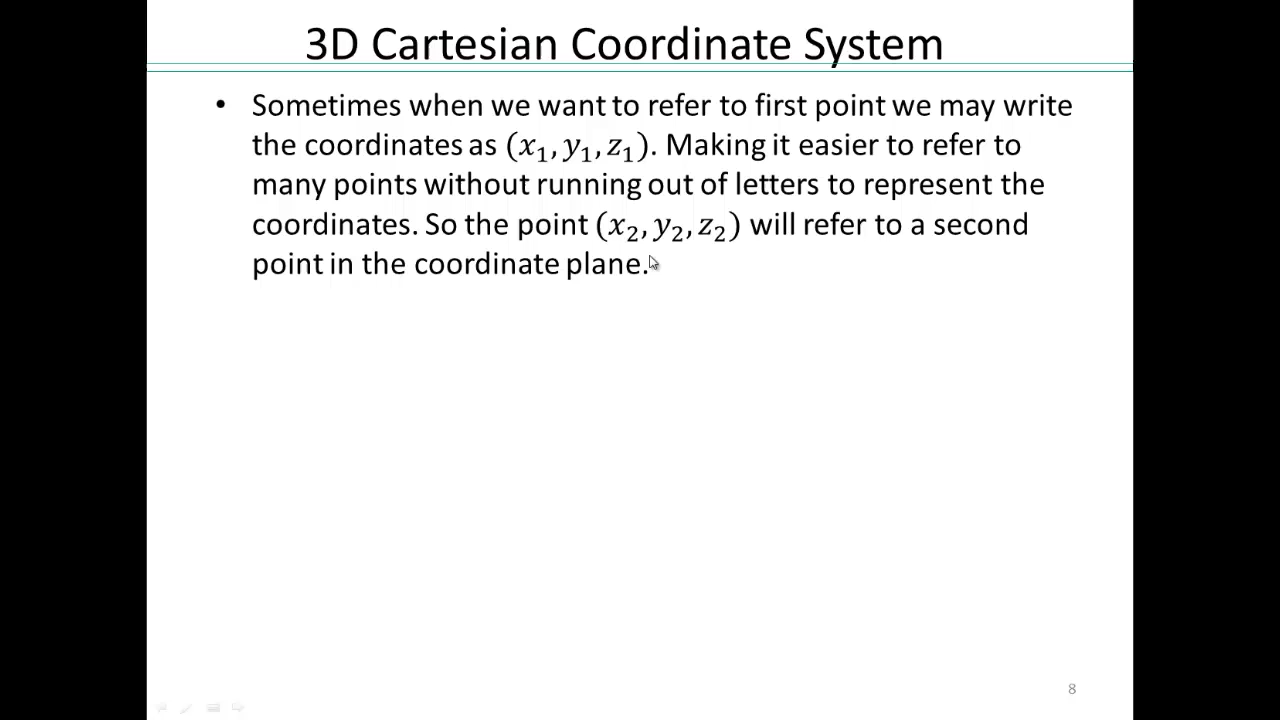 3D Cartesian Coordinate System
• Sometimes when we want to refer to first point we may write
the coordinates as (x₁, y₁, z₁). Making it easier to refer to
many points without running out of letters to represent the
coordinates. So the point (x₂, y₂, z₂) will refer to a second
point in the coordinate plane.
8